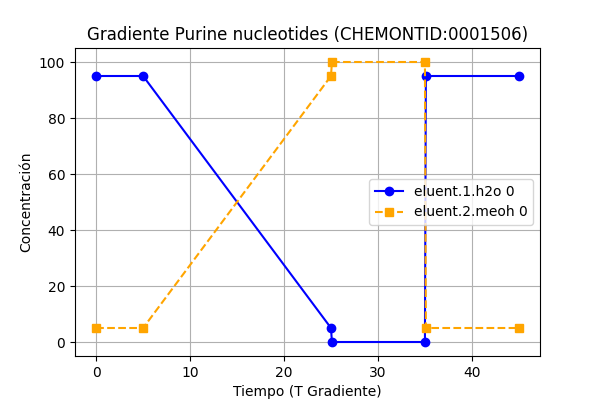 Gradiente Purine nucleotides (CHEMONTID:0001506)
100
80
60
40
20
0
Concentración
eluent.1.h2o 0
eluent.2.meoh 0
0 10 20 30 40
Tiempo (T Gradiente)